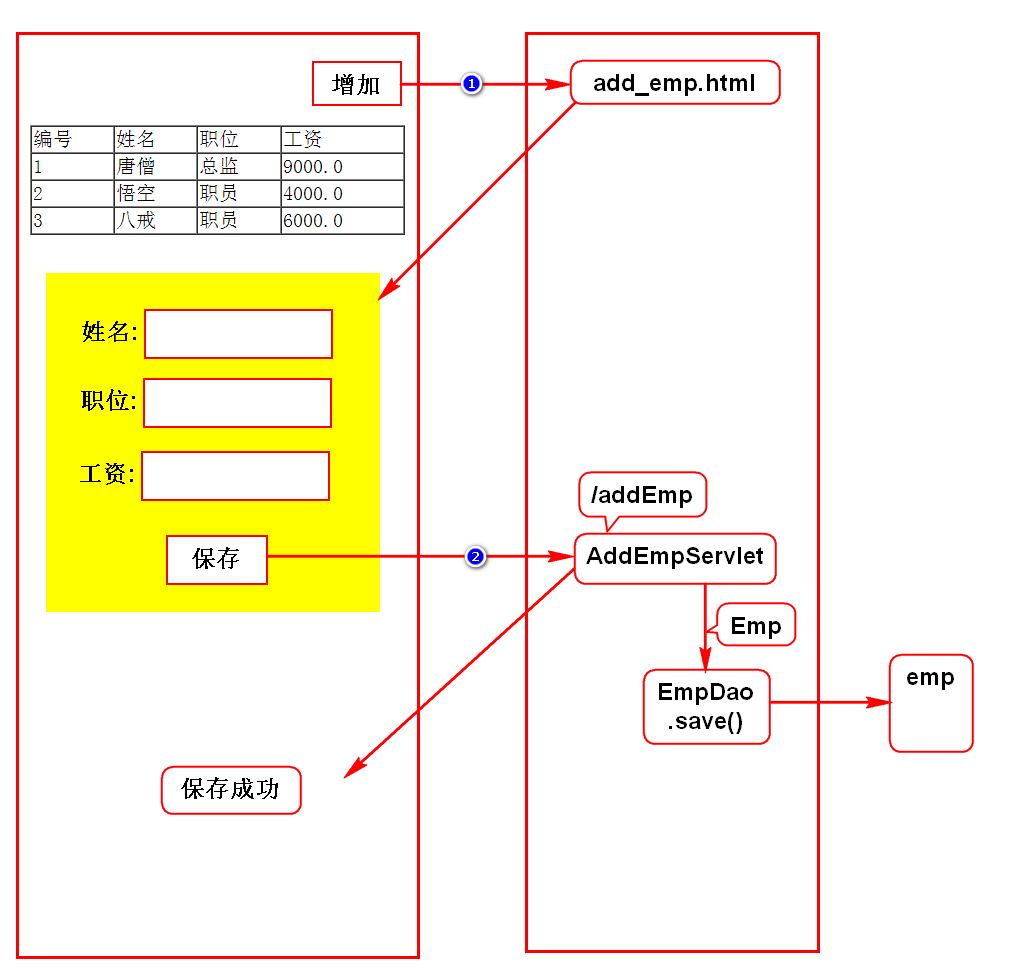 增加
1
add_emp.html
编号 姓名 职位 工资
1 唐僧 总监 9000.0
2 悟空 职员 4000.0
3 八戒 职员 6000.0
姓名:
职位:
工资:
/addEmp
保存
2
AddEmpServlet
Emp
EmpDao
.save()
emp
保存成功